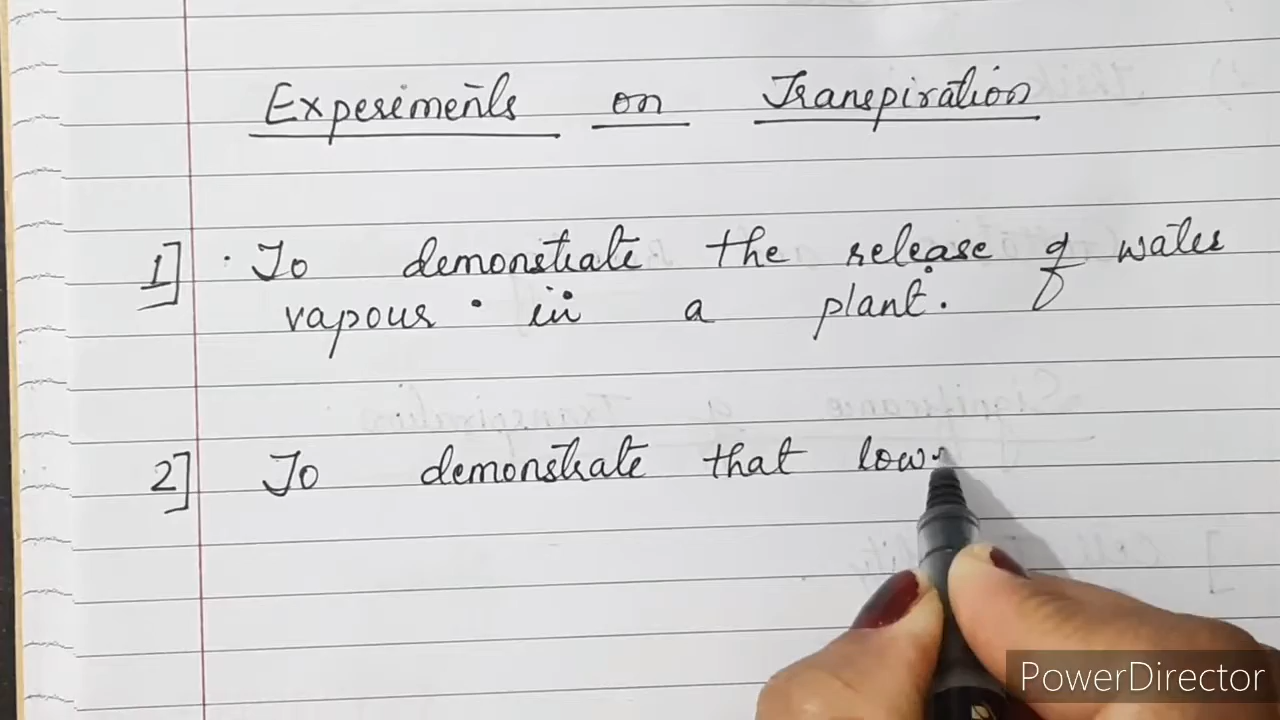 Experiments on Transpiration
1] . To demonstrate the release of water
vapour in a plant.
2] To demonstrate that low
PowerDirector